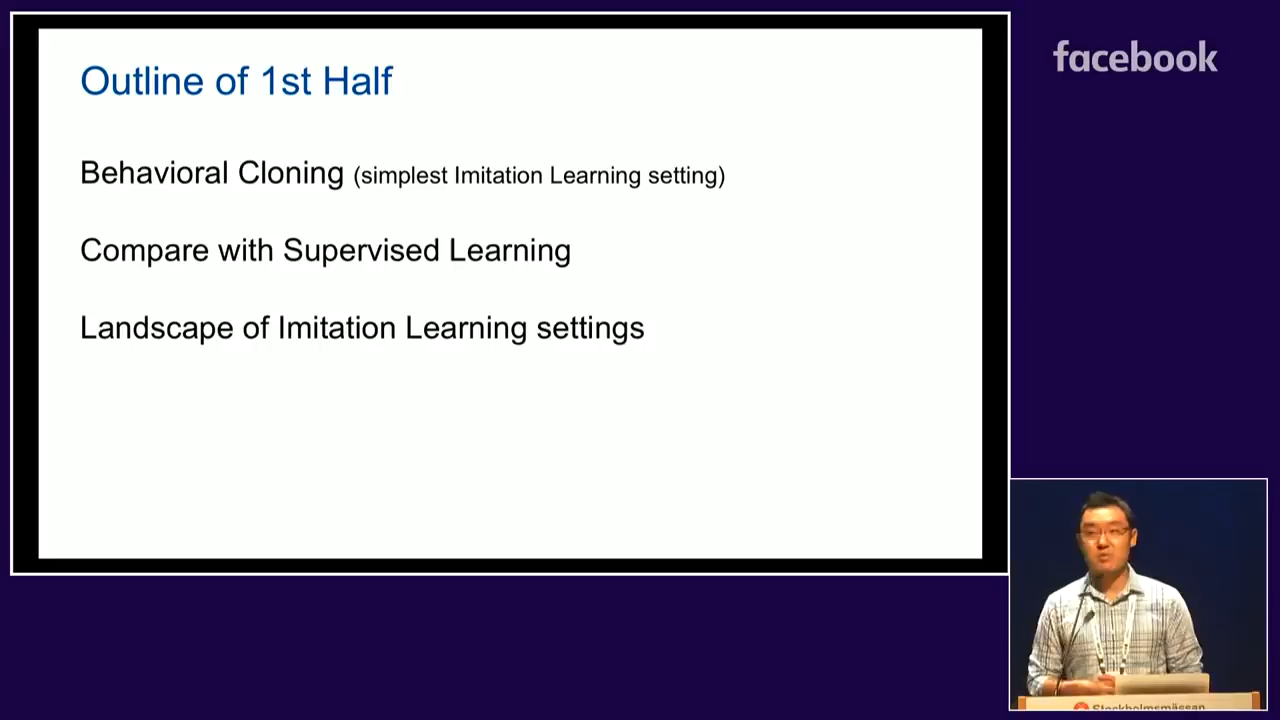 Outline of 1st Half
facebook
Behavioral Cloning (simplest Imitation Learning setting)
Compare with Supervised Learning
Landscape of Imitation Learning settings
Stockholmsmässan